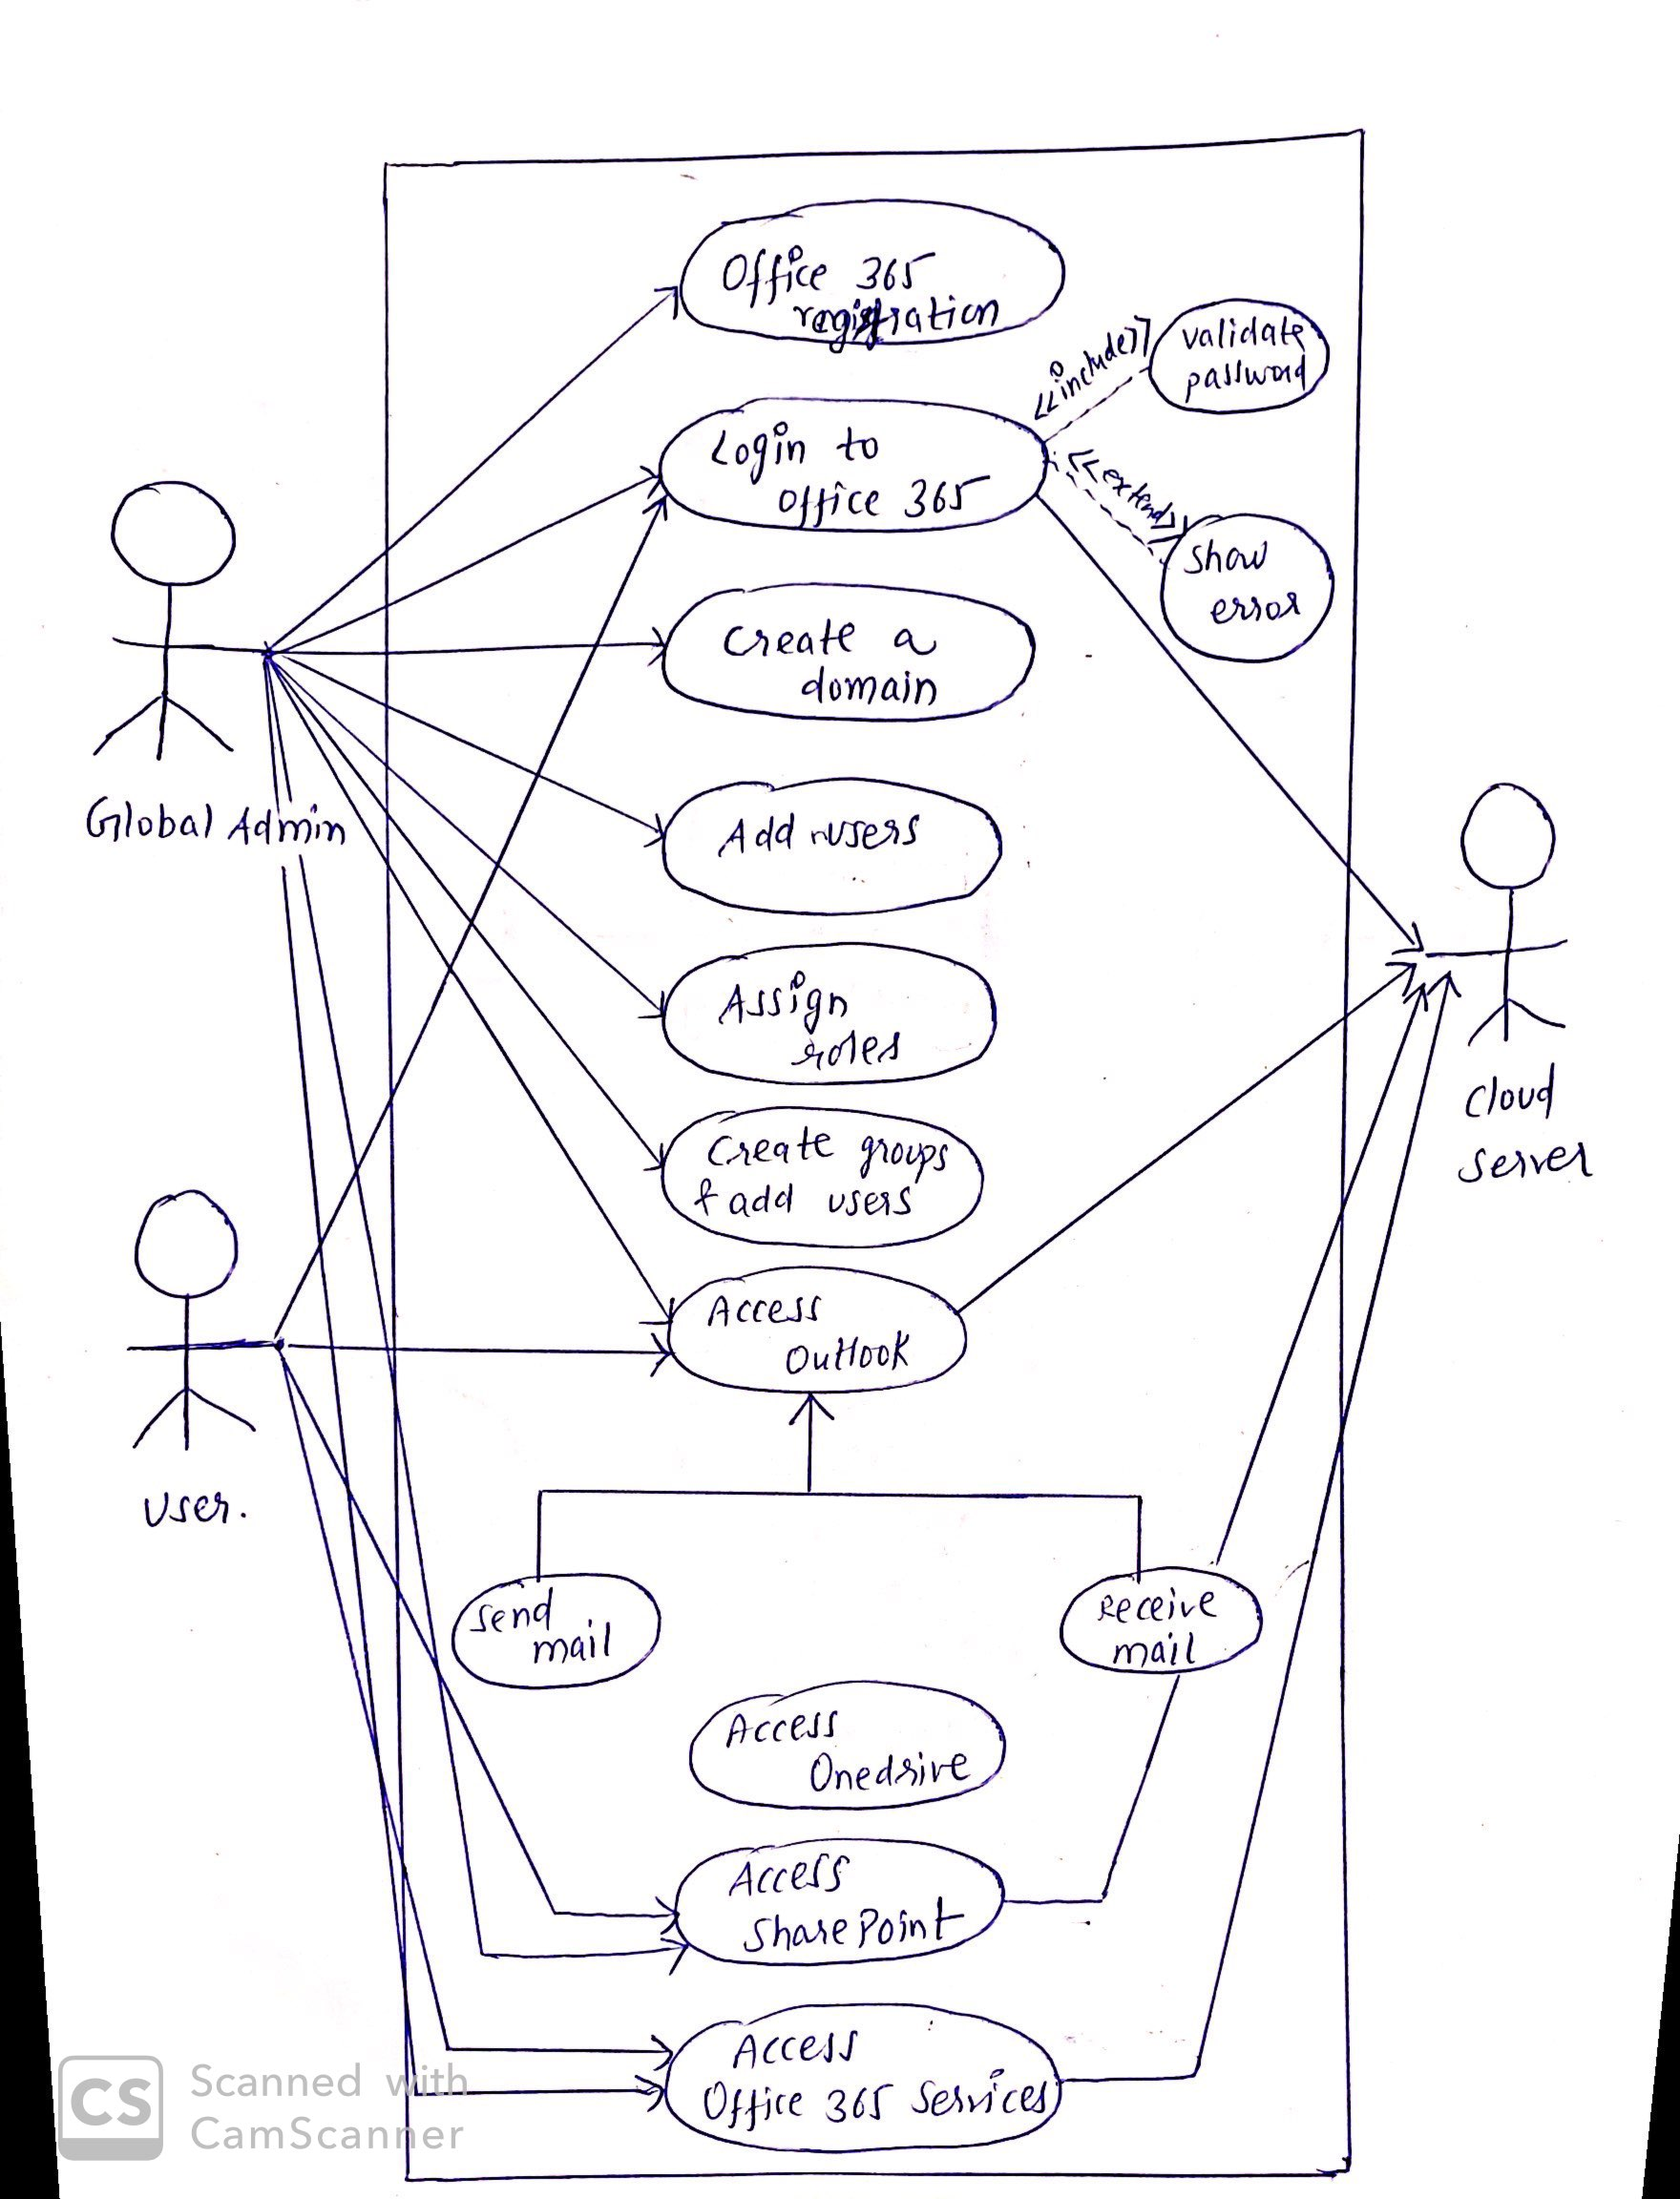 Office 365
registration
<<include>>
validate
password
Login to
office 365
<<extend>>
show
error
Create a
domain
Global Admin
Add users
Assign
roles
Cloud
server
Create groups
& add users
Access
Outlook
User.
Send
mail
Receive
mail
Access
Onedrive
Access
SharePoint
Access
Office 365 Services
CS
Scanned with
CamScanner